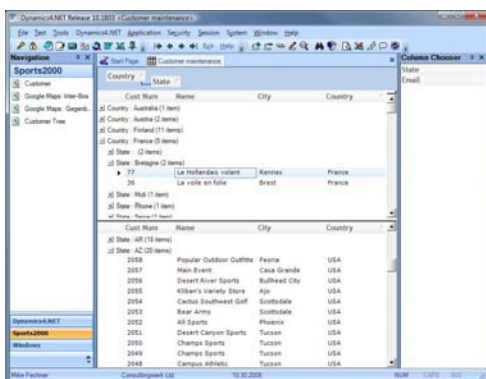 Dynamics4.NET Release 10.1B03 <Customer maintenance>
File Test Tools Dynamics4.NET Application Security Session System Window Help
Navigation
Start Page Customer maintenance
Column Chooser
Sports2000
Customer
Google Maps: Inter-Box
Google Maps: Gegenb..
Customer Tree
State
Email
Country
State
Cust Num Name City Country
Country : Australia (1 item)
Country : Austria (2 items)
Country : Finland (11 items)
Country : France (5 items)
State : (2 items)
State : Bretagne (2 items)
77 Le Hollandais volant Rennes France
36 La voile en folie Brest France
State : Midi (1 item)
State : Rhone (1 item)
Cust Num Name City Country
State : AR (18 items)
State : AZ (20 items)
2058 Popular Outdoor Outfitte Peoria USA
2057 Main Event Casa Grande USA
2056 Desert River Sports Bullhead City USA
2055 Kliban's Variety Store Ajo USA
2054 Cactus Southwest Golf Scottsdale USA
2053 Bear Arms Scottsdale USA
2052 All Sports Phoenix USA
2051 Desert Canyon Sports Tucson USA
2050 Champs Sports Tucson USA
2049 Champs Sports Tucson USA
2048 Campus Athletic Tucson USA
Dynamics4.NET
Sports2000
Windows
Mike Fechner Consultingwerk Ltd 10.30.2008 NUM CAPS INS